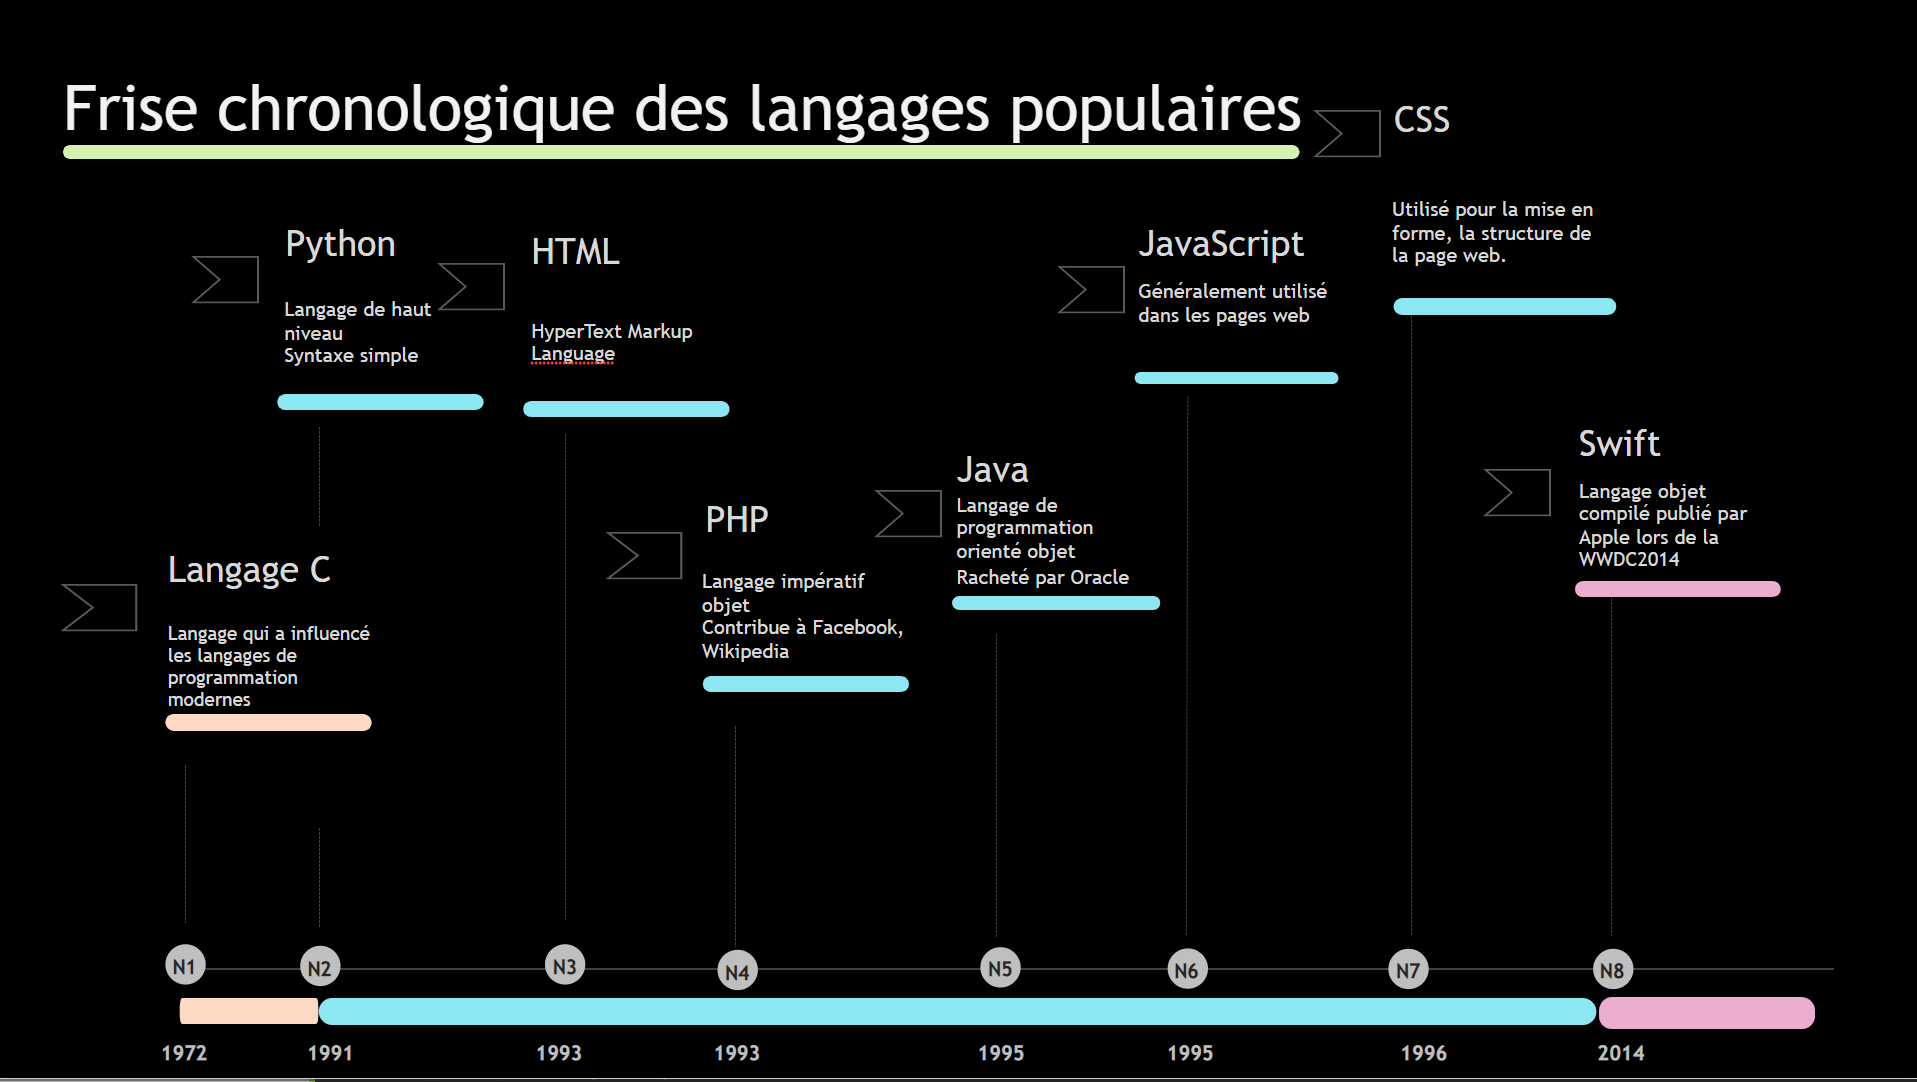 Frise chronologique des langages populaires
CSS
Utilisé pour la mise en
forme, la structure de
la page web.
Python
Langage de haut
niveau
Syntaxe simple
HTML
HyperText Markup
Language
JavaScript
Généralement utilisé
dans les pages web
Swift
Langage objet
compilé publié par
Apple lors de la
WWDC2014
Java
Langage de
programmation
orienté objet
Racheté par Oracle
PHP
Langage impératif
objet
Contribue à Facebook,
Wikipedia
Langage C
Langage qui a influencé
les langages de
programmation
modernes
N1 N2 N3 N4 N5 N6 N7 N8
1972 1991 1993 1993 1995 1995 1996 2014